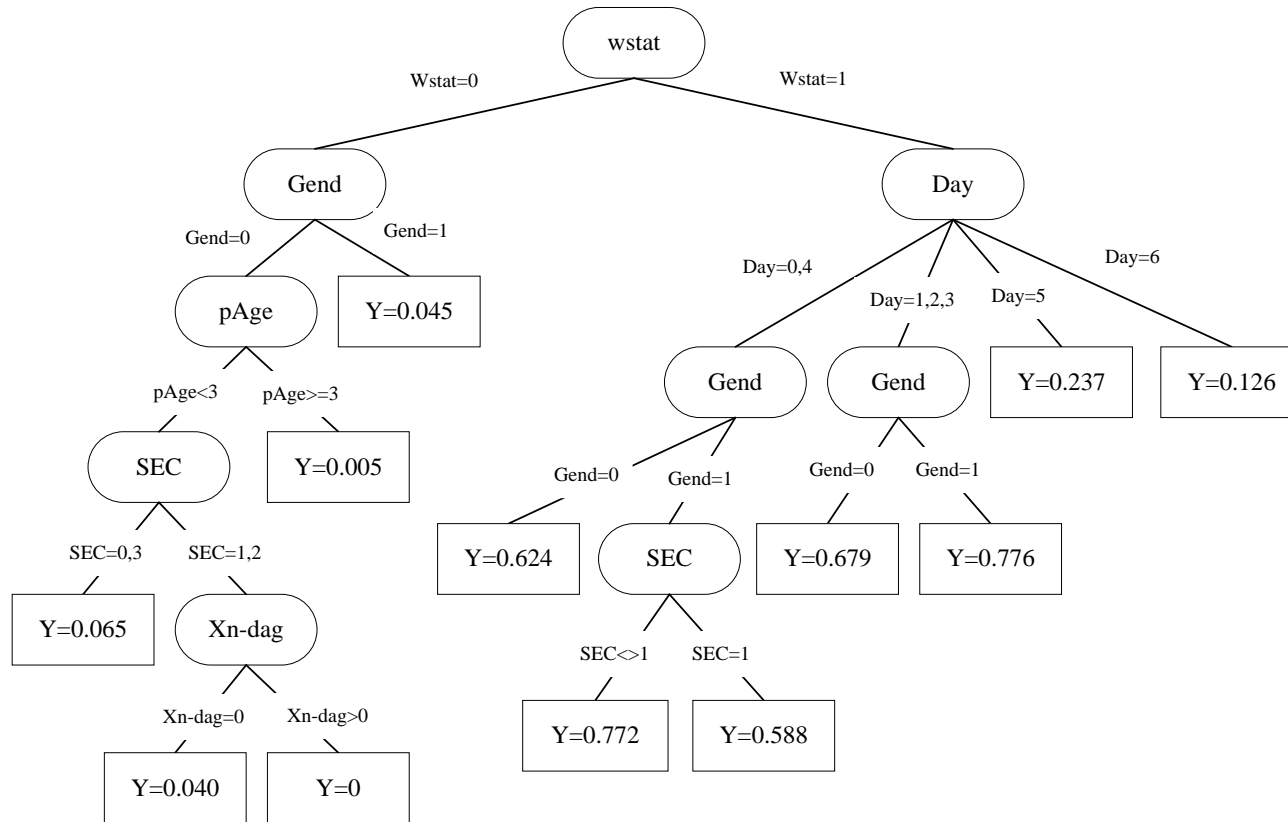 wstat
Wstat=0
Wstat=1
Gend
Day
Gend=0
Gend=1
Day=0,4
Day=1,2,3
Day=5
Day=6
pAge
Y=0.045
Gend
Gend
Y=0.237
Y=0.126
pAge<3
pAge>=3
SEC
Y=0.005
Gend=0
Gend=1
Gend=0
Gend=1
SEC=0,3
SEC=1,2
Y=0.624
SEC
Y=0.679
Y=0.776
Y=0.065
Xn-dag
SEC<>1
SEC=1
Xn-dag=0
Xn-dag>0
Y=0.772
Y=0.588
Y=0.040
Y=0